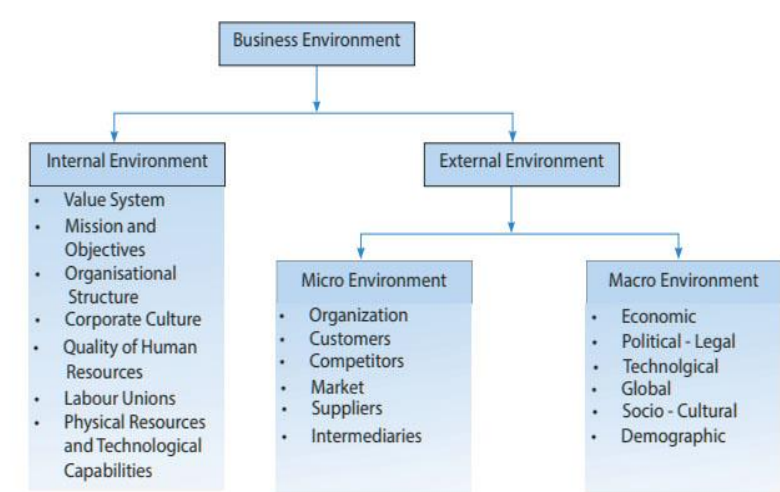 Business Environment
Internal Environment
• Value System
• Mission and
Objectives
• Organisational
Structure
• Corporate Culture
• Quality of Human
Resources
• Labour Unions
• Physical Resources
and Technological
Capabilities
External Environment
Micro Environment
• Organization
• Customers
• Competitors
• Market
• Suppliers
• Intermediaries
Macro Environment
• Economic
• Political - Legal
• Technolgical
• Global
• Socio - Cultural
• Demographic